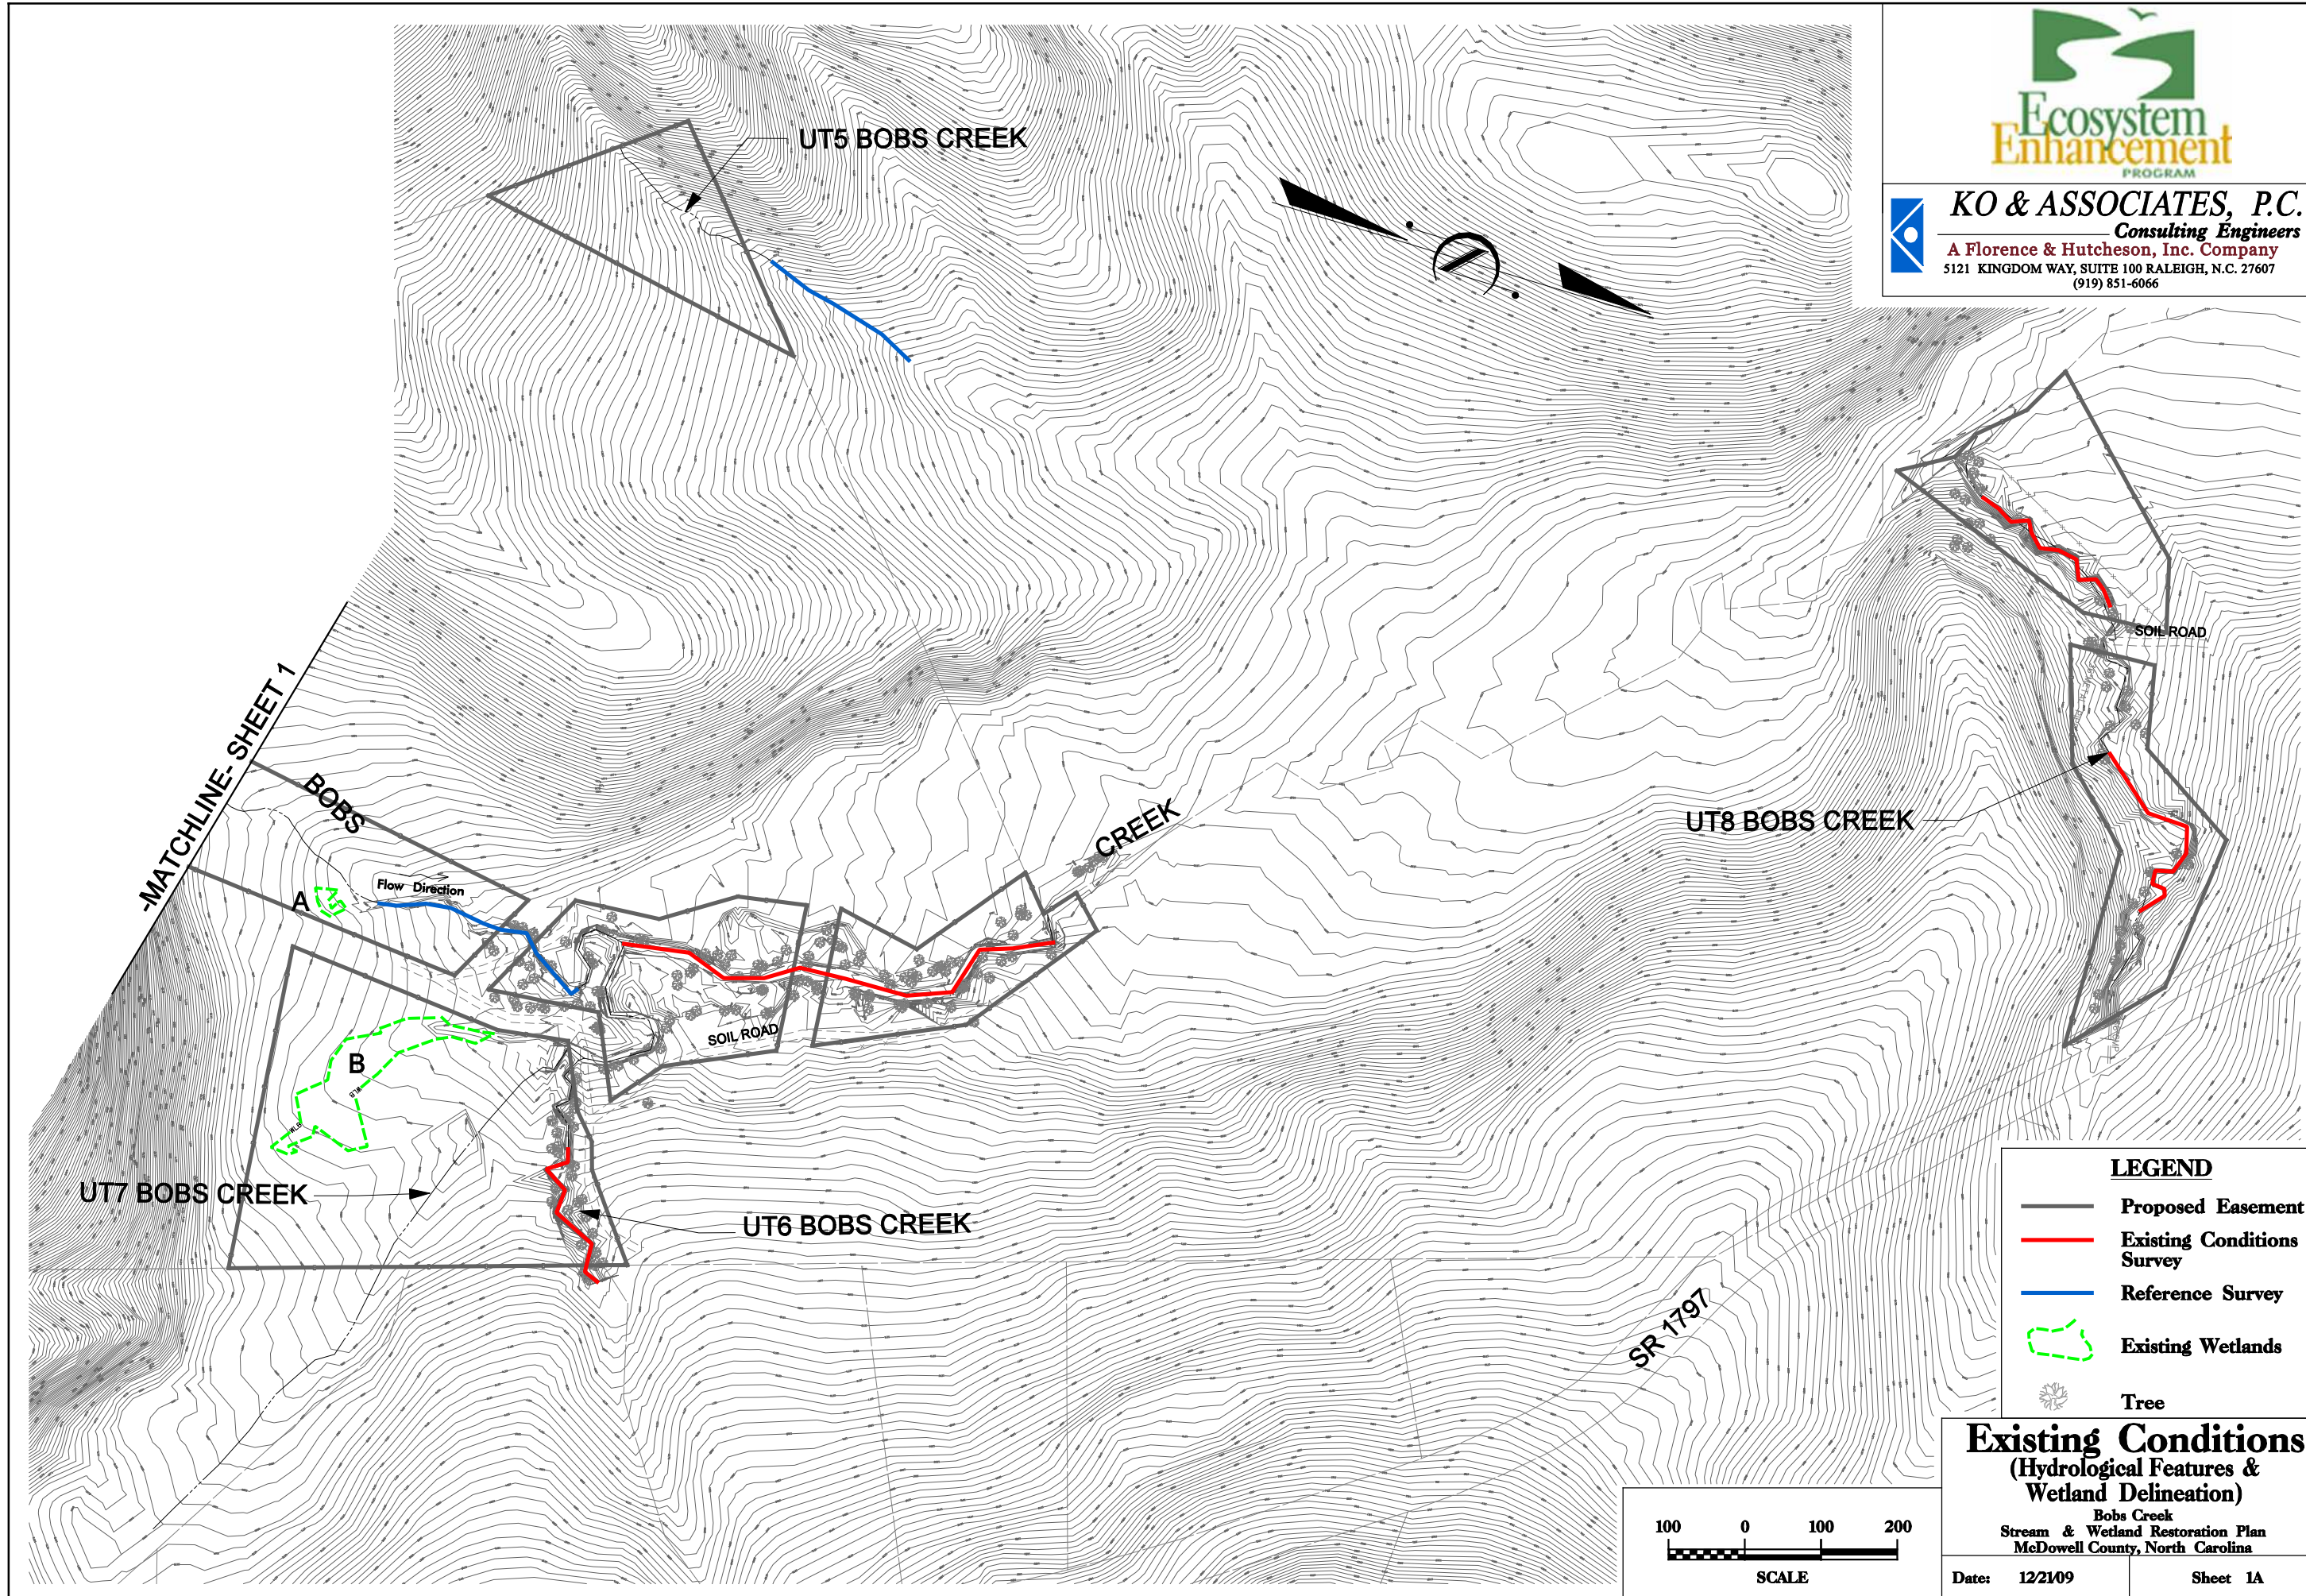 Ecosystem
Enhancement
PROGRAM
KO & ASSOCIATES, P.C.
Consulting Engineers
A Florence & Hutcheson, Inc. Company
5121 KINGDOM WAY, SUITE 100 RALEIGH, N.C. 27607
(919) 851-6066
UT5 BOBS CREEK
-MATCHLINE- SHEET 1
BOBS
CREEK
A
Flow Direction
B
WLB
WLB
SOIL ROAD
SOIL ROAD
UT8 BOBS CREEK
UT7 BOBS CREEK
UT6 BOBS CREEK
SR 1797
LEGEND
Proposed Easement
Existing Conditions
Survey
Reference Survey
Existing Wetlands
Tree
100 0 100 200
SCALE
Existing Conditions
(Hydrological Features &
Wetland Delineation)
Bobs Creek
Stream & Wetland Restoration Plan
McDowell County, North Carolina
Date: 12/21/09
Sheet 1A